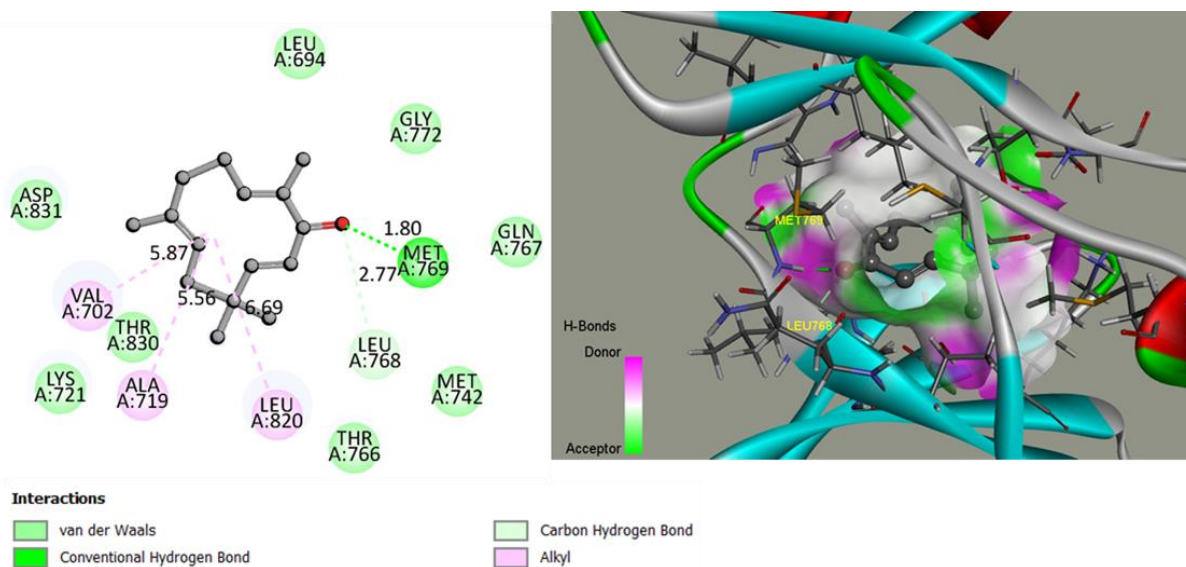 LEU
A:694
GLY
A:772
ASP
A:831
1.80
GLN
A:767
MET
A:769
5.87
2.77
VAL
A:702
5.56
6.69
THR
A:830
LEU
A:768
LYS
A:721
ALA
A:719
MET
A:742
LEU
A:820
THR
A:766
Interactions
van der Waals
Conventional Hydrogen Bond
Carbon Hydrogen Bond
Alkyl
MET769
LEU768
H-Bonds
Donor
Acceptor